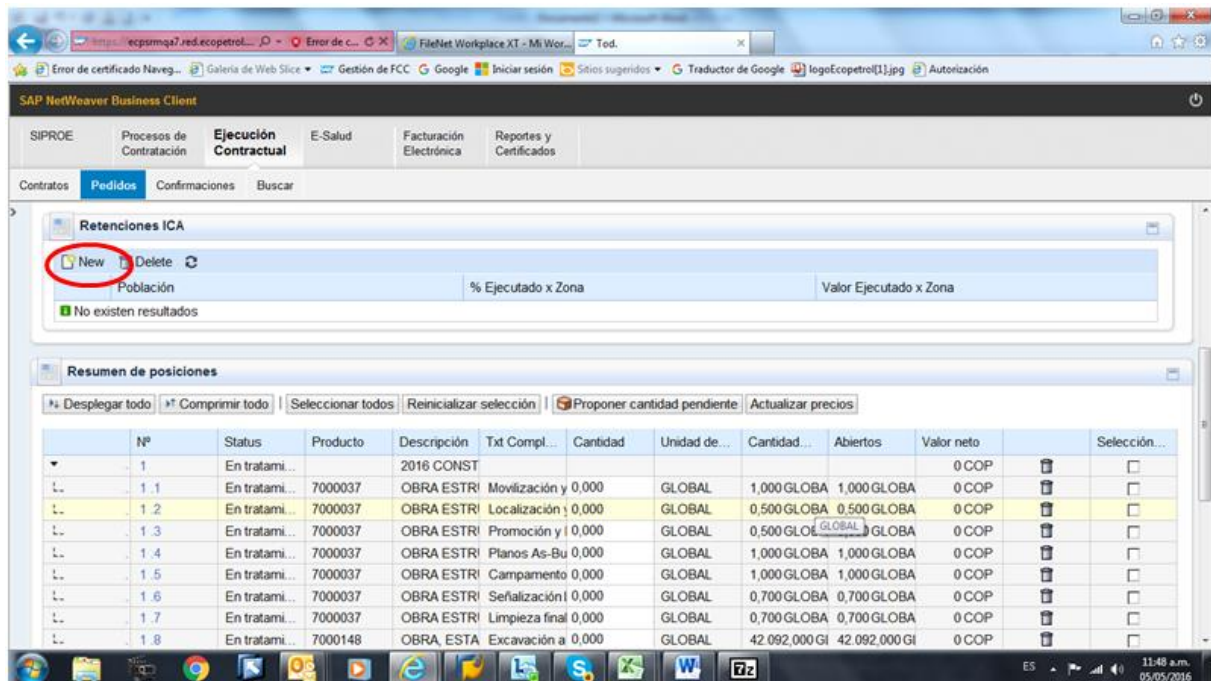 ecpsrmqa7.red.ecopetrol... Error de c... FileNet Workplace XT - Mi Wor... Tod.
Error de certificado Naveg... Galería de Web Slice Gestión de FCC Google Iniciar sesión Sitios sugeridos Traductor de Google logoEcopetrol[1].jpg Autorización
SAP NetWeaver Business Client
SIPROE Procesos de Contratación Ejecución Contractual E-Salud Facturación Electrónica Reportes y Certificados
Contratos Pedidos Confirmaciones Buscar
Retenciones ICA
New Delete
Población % Ejecutado x Zona Valor Ejecutado x Zona
No existen resultados
Resumen de posiciones
Desplegar todo Comprimir todo Seleccionar todos Reinicializar selección Proponer cantidad pendiente Actualizar precios
Nº Status Producto Descripción Txt Compl... Cantidad Unidad de... Cantidad... Abiertos Valor neto Selección...
1 En tratami... 2016 CONST 0 COP
1.1 En tratami... 7000037 OBRA ESTRU Movilización y 0,000 GLOBAL 1,000 GLOBA 1,000 GLOBA 0 COP
1.2 En tratami... 7000037 OBRA ESTRU Localización y 0,000 GLOBAL 0,500 GLOBA 0,500 GLOBA 0 COP
1.3 En tratami... 7000037 OBRA ESTRU Promoción y 0,000 GLOBAL 0,500 GLOBAL GLOBA 0 COP
GLOBAL
1.4 En tratami... 7000037 OBRA ESTRU Planos As-Bu 0,000 GLOBAL 1,000 GLOBA 1,000 GLOBA 0 COP
1.5 En tratami... 7000037 OBRA ESTRU Campamento 0,000 GLOBAL 1,000 GLOBA 1,000 GLOBA 0 COP
1.6 En tratami... 7000037 OBRA ESTRU Señalización 0,000 GLOBAL 0,700 GLOBA 0,700 GLOBA 0 COP
1.7 En tratami... 7000037 OBRA ESTRU Limpieza final 0,000 GLOBAL 0,700 GLOBA 0,700 GLOBA 0 COP
1.8 En tratami... 7000148 OBRA, ESTA Excavación a 0,000 GLOBAL 42.092,000 Gl 42.092,000 Gl 0 COP
ES 11:48 a.m.
05/05/2016